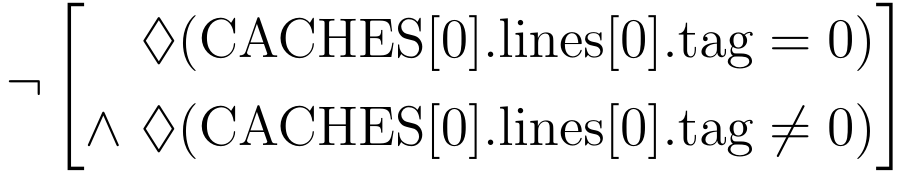 ¬ [ ◇(CACHES[0].lines[0].tag = 0)
∧ ◇(CACHES[0].lines[0].tag ≠ 0) ]